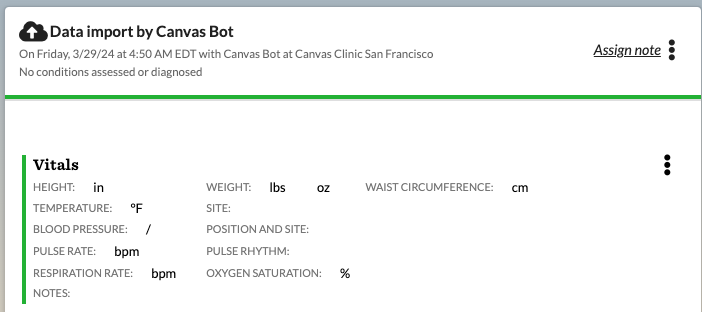 Data import by Canvas Bot
On Friday, 3/29/24 at 4:50 AM EDT with Canvas Bot at Canvas Clinic San Francisco
No conditions assessed or diagnosed
Assign note
Vitals
HEIGHT: in WEIGHT: lbs oz WAIST CIRCUMFERENCE: cm
TEMPERATURE: °F SITE:
BLOOD PRESSURE: / POSITION AND SITE:
PULSE RATE: bpm PULSE RHYTHM:
RESPIRATION RATE: bpm OXYGEN SATURATION: %
NOTES: